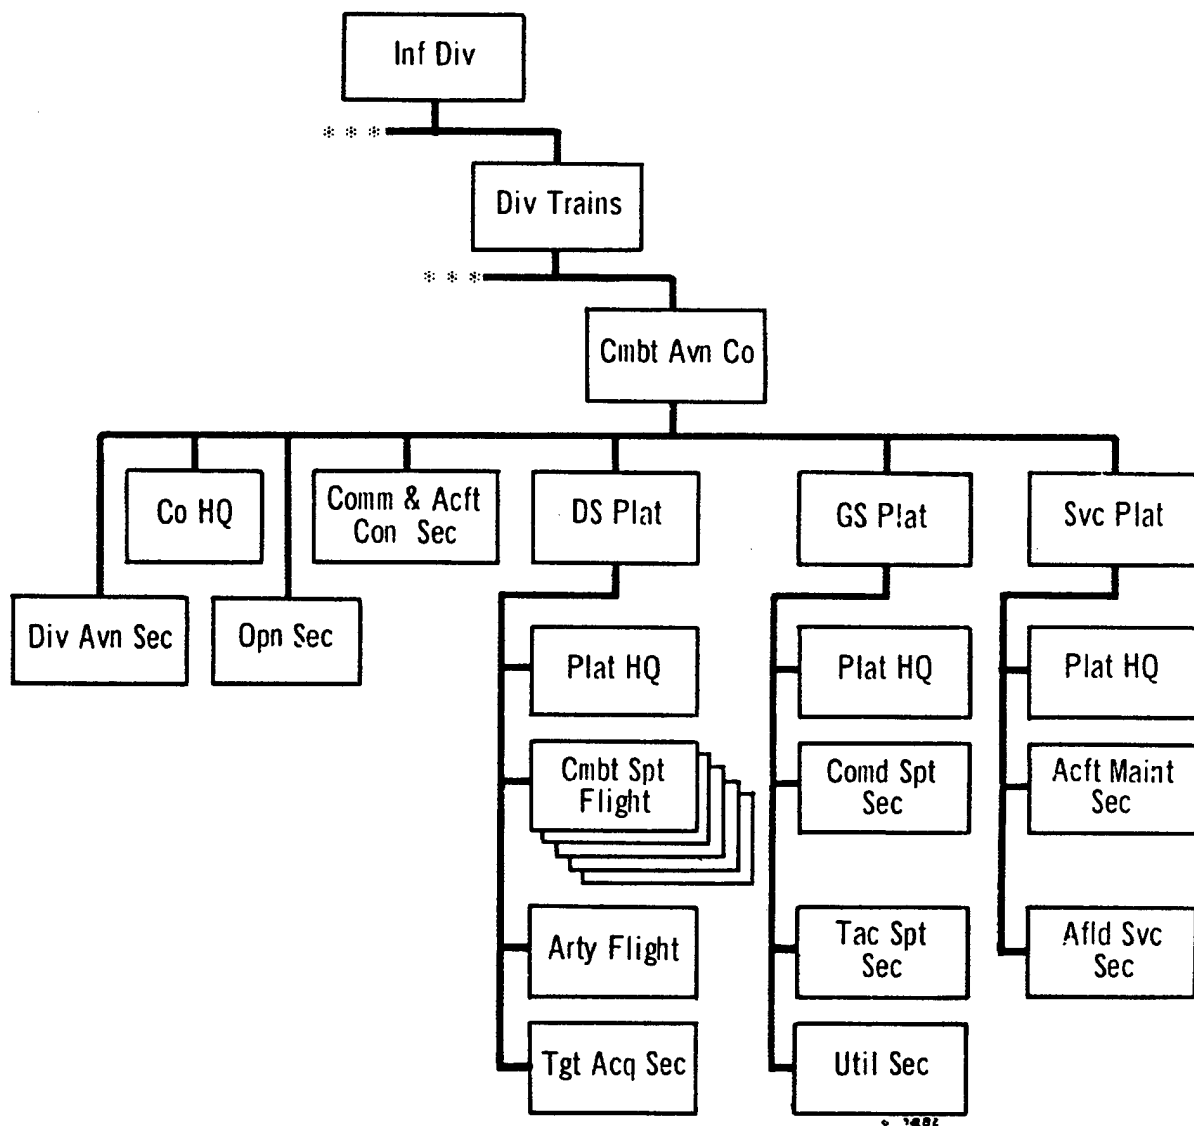 Inf Div
* * *
Div Trains
* * *
Cmbt Avn Co
Co HQ
Comm & Acft
Con Sec
DS Plat
GS Plat
Svc Plat
Div Avn Sec
Opn Sec
Plat HQ
Plat HQ
Plat HQ
Cmbt Spt
Flight
Comd Spt
Sec
Acft Maint
Sec
Arty Flight
Tac Spt
Sec
Afld Svc
Sec
Tgt Acq Sec
Util Sec